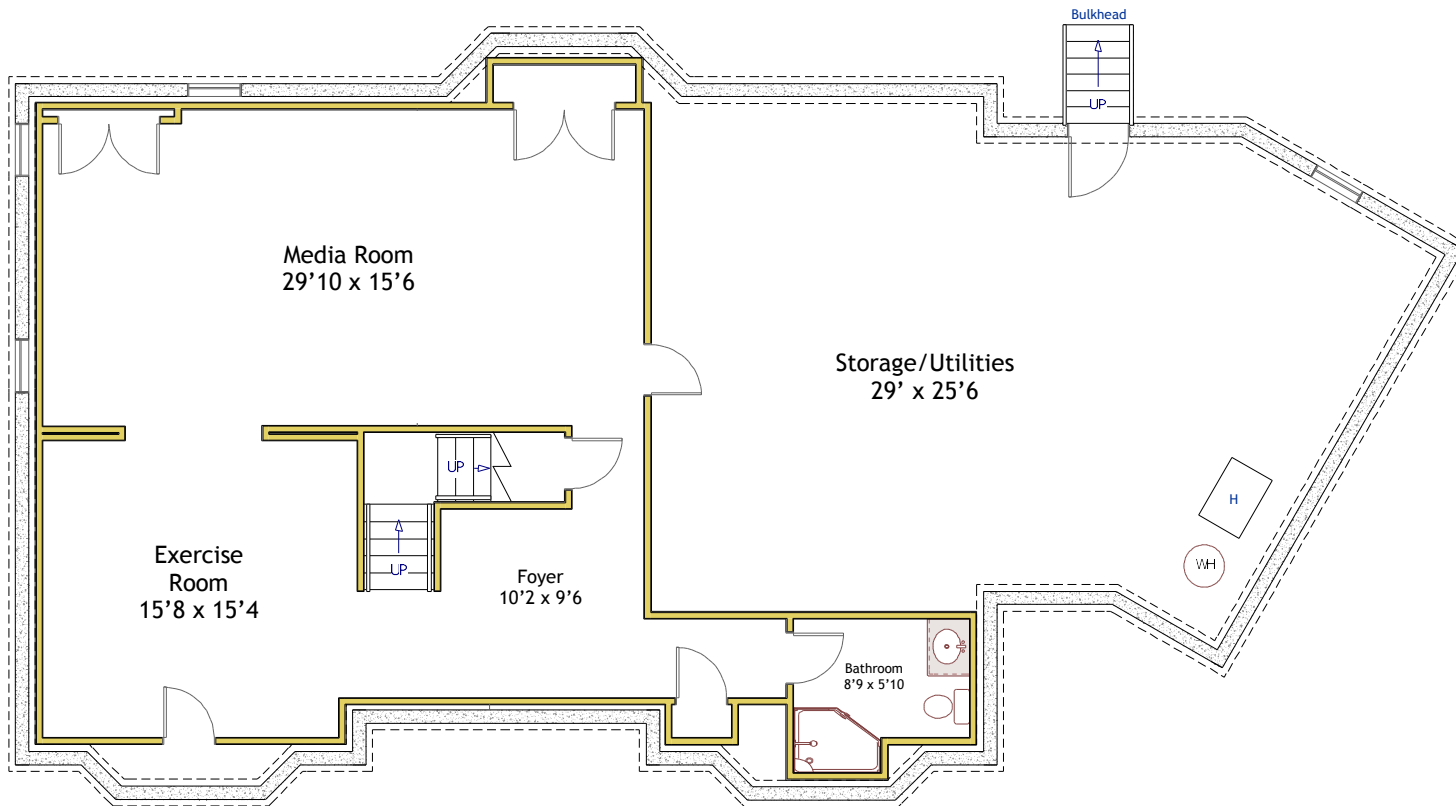 Bulkhead
UP
Media Room
29’10 x 15’6
Storage/Utilities
29’ x 25’6
UP
H
Exercise
Room
15’8 x 15’4
UP
Foyer
10’2 x 9’6
WH
Bathroom
8’9 x 5’10